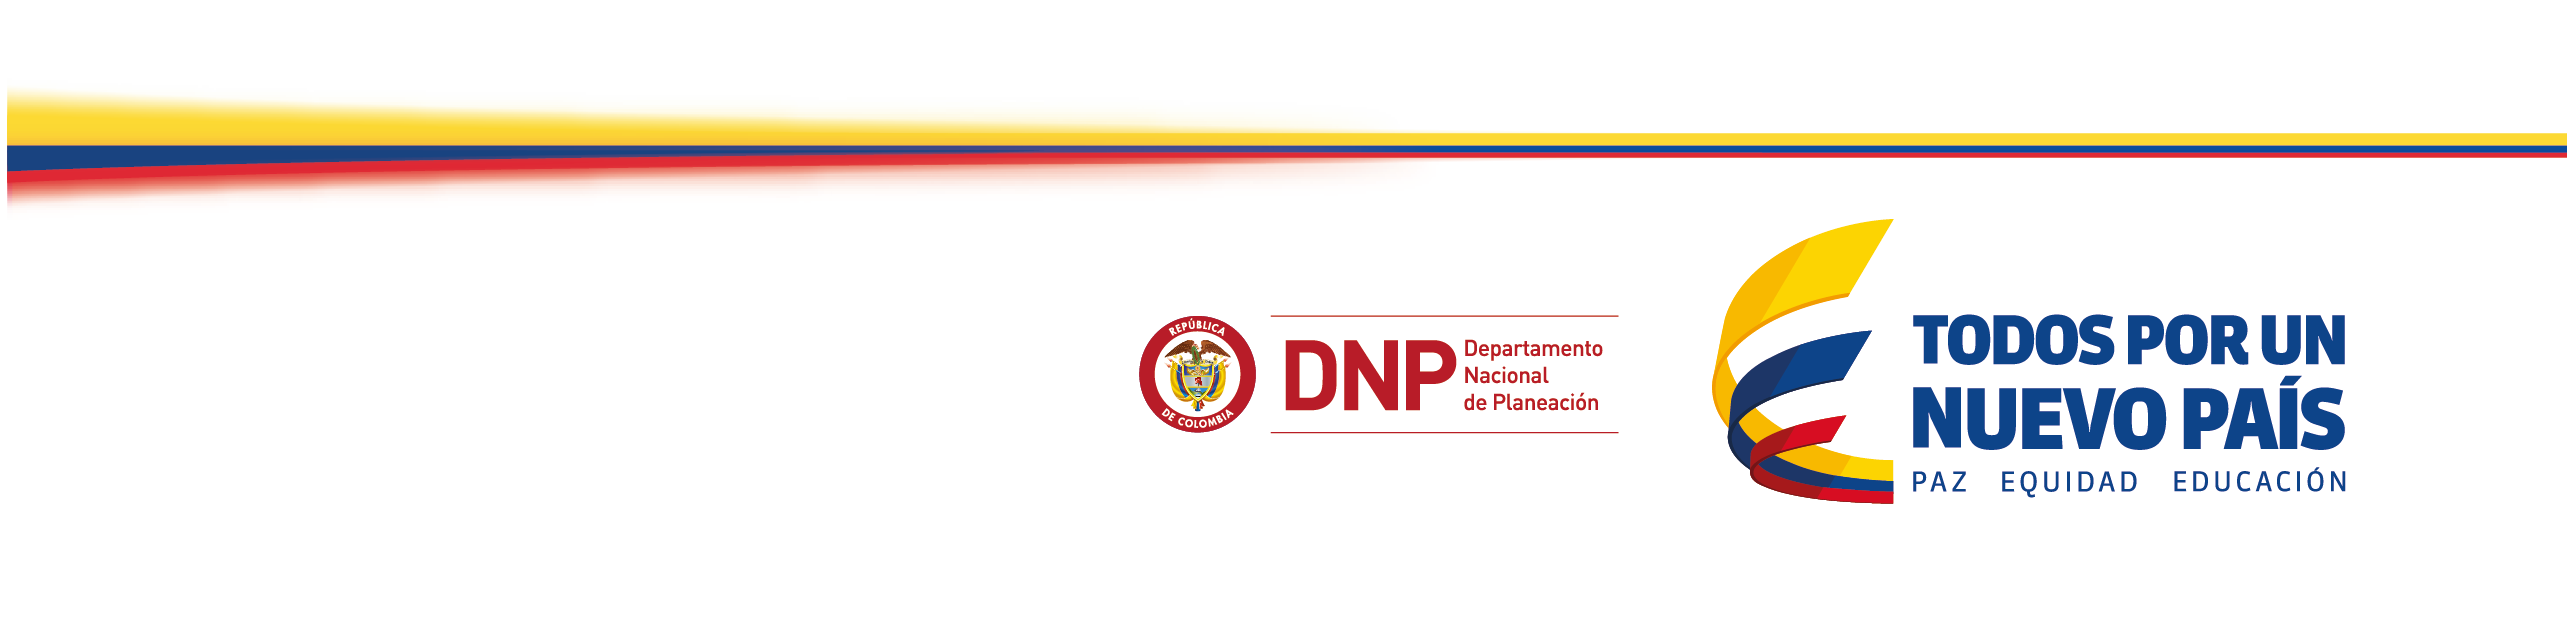 REPÚBLICA
DE COLOMBIA
DNP
Departamento
Nacional
de Planeación
TODOS POR UN
NUEVO PAÍS
PAZ EQUIDAD EDUCACIÓN